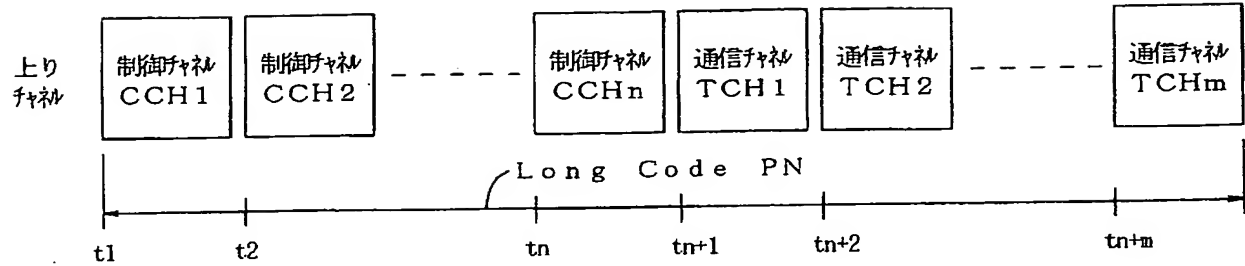 上り
チャネル
制御チャネル
CCH1
制御チャネル
CCH2
制御チャネル
CCHn
通信チャネル
TCH1
通信チャネル
TCH2
通信チャネル
TCHm
Long Code PN
t1
t2
tn
tn+1
tn+2
tn+m